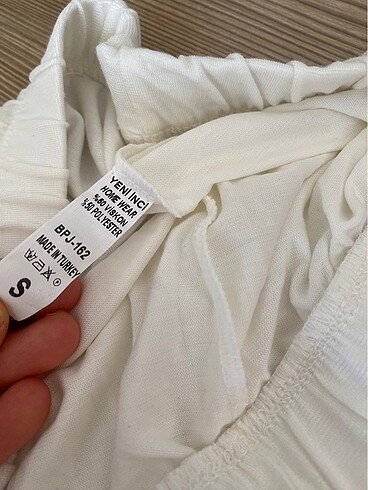 YENİ İNCİ
HOME WEAR
%50 VİSKON
%50 POLYESTER
BPJ-162
MADE IN TURKEY
S